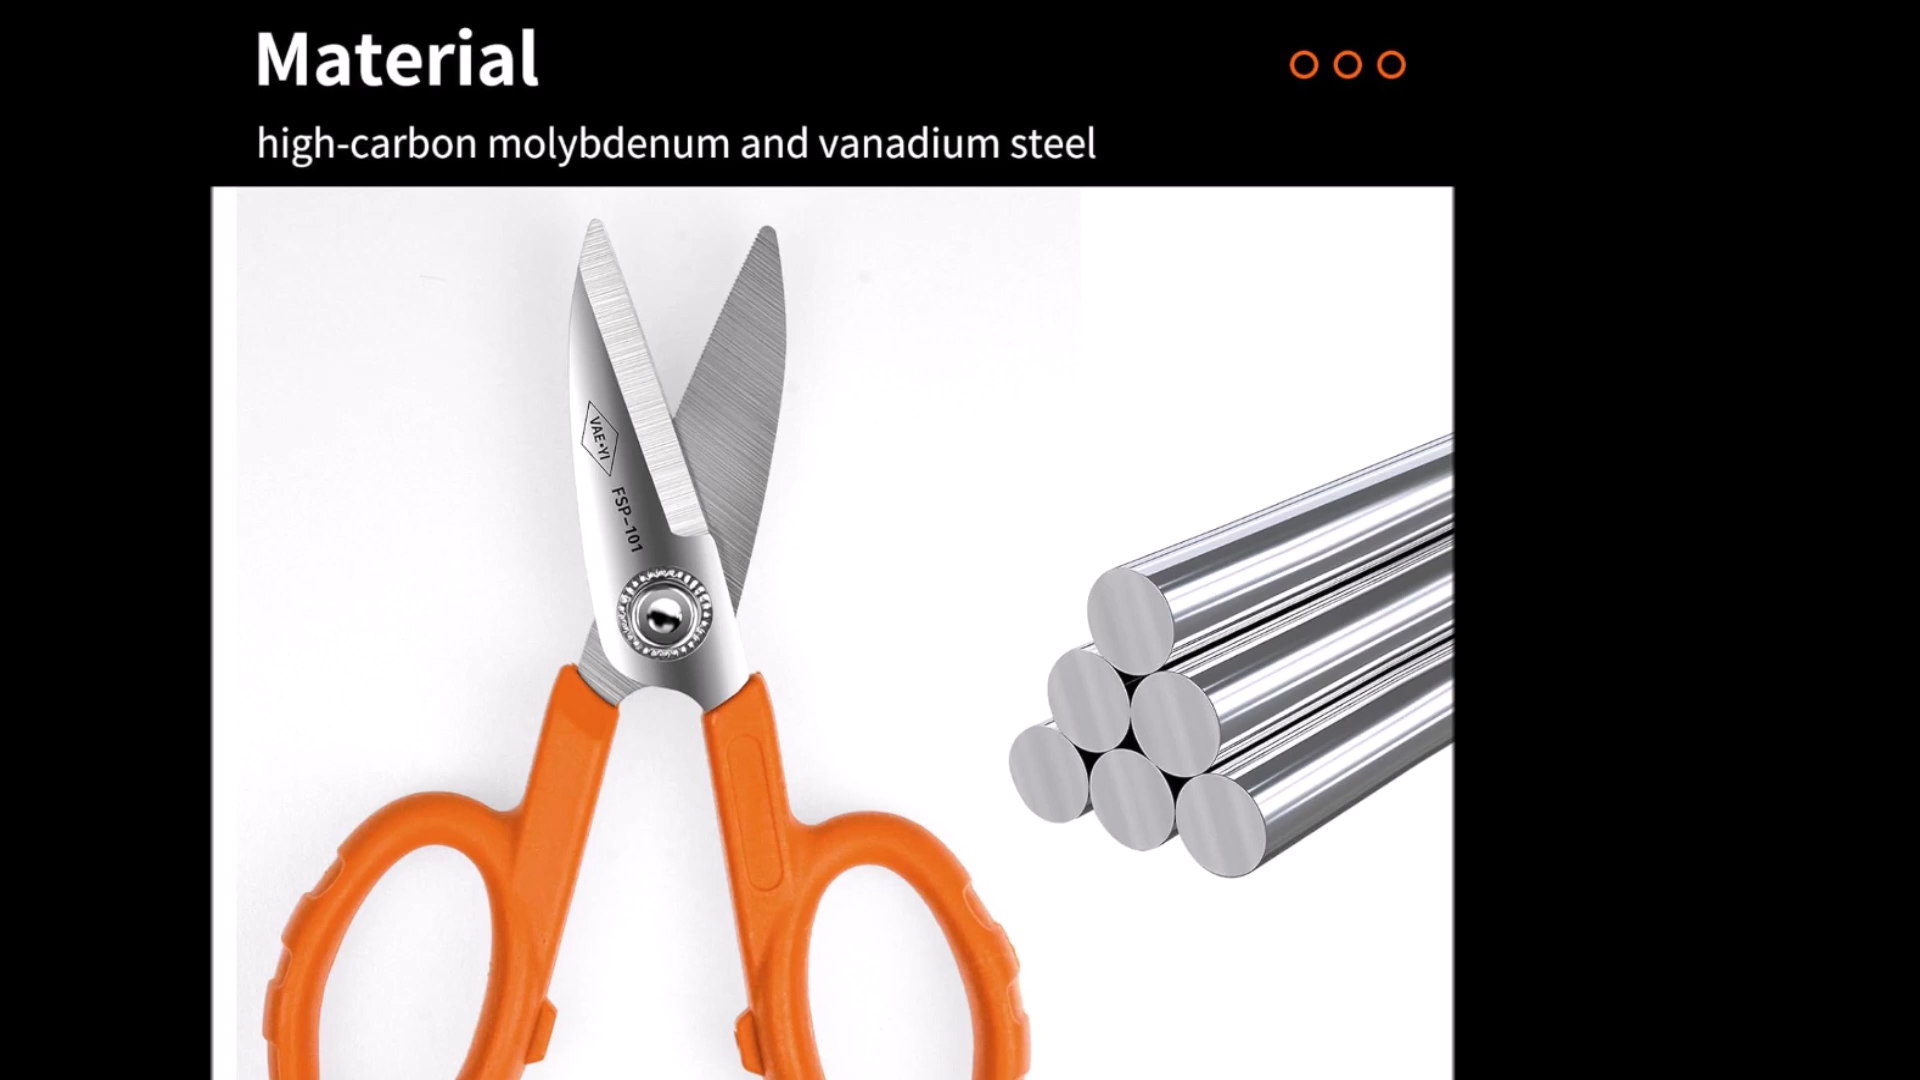 Material
high-carbon molybdenum and vanadium steel
VAE•YI
FSP-101